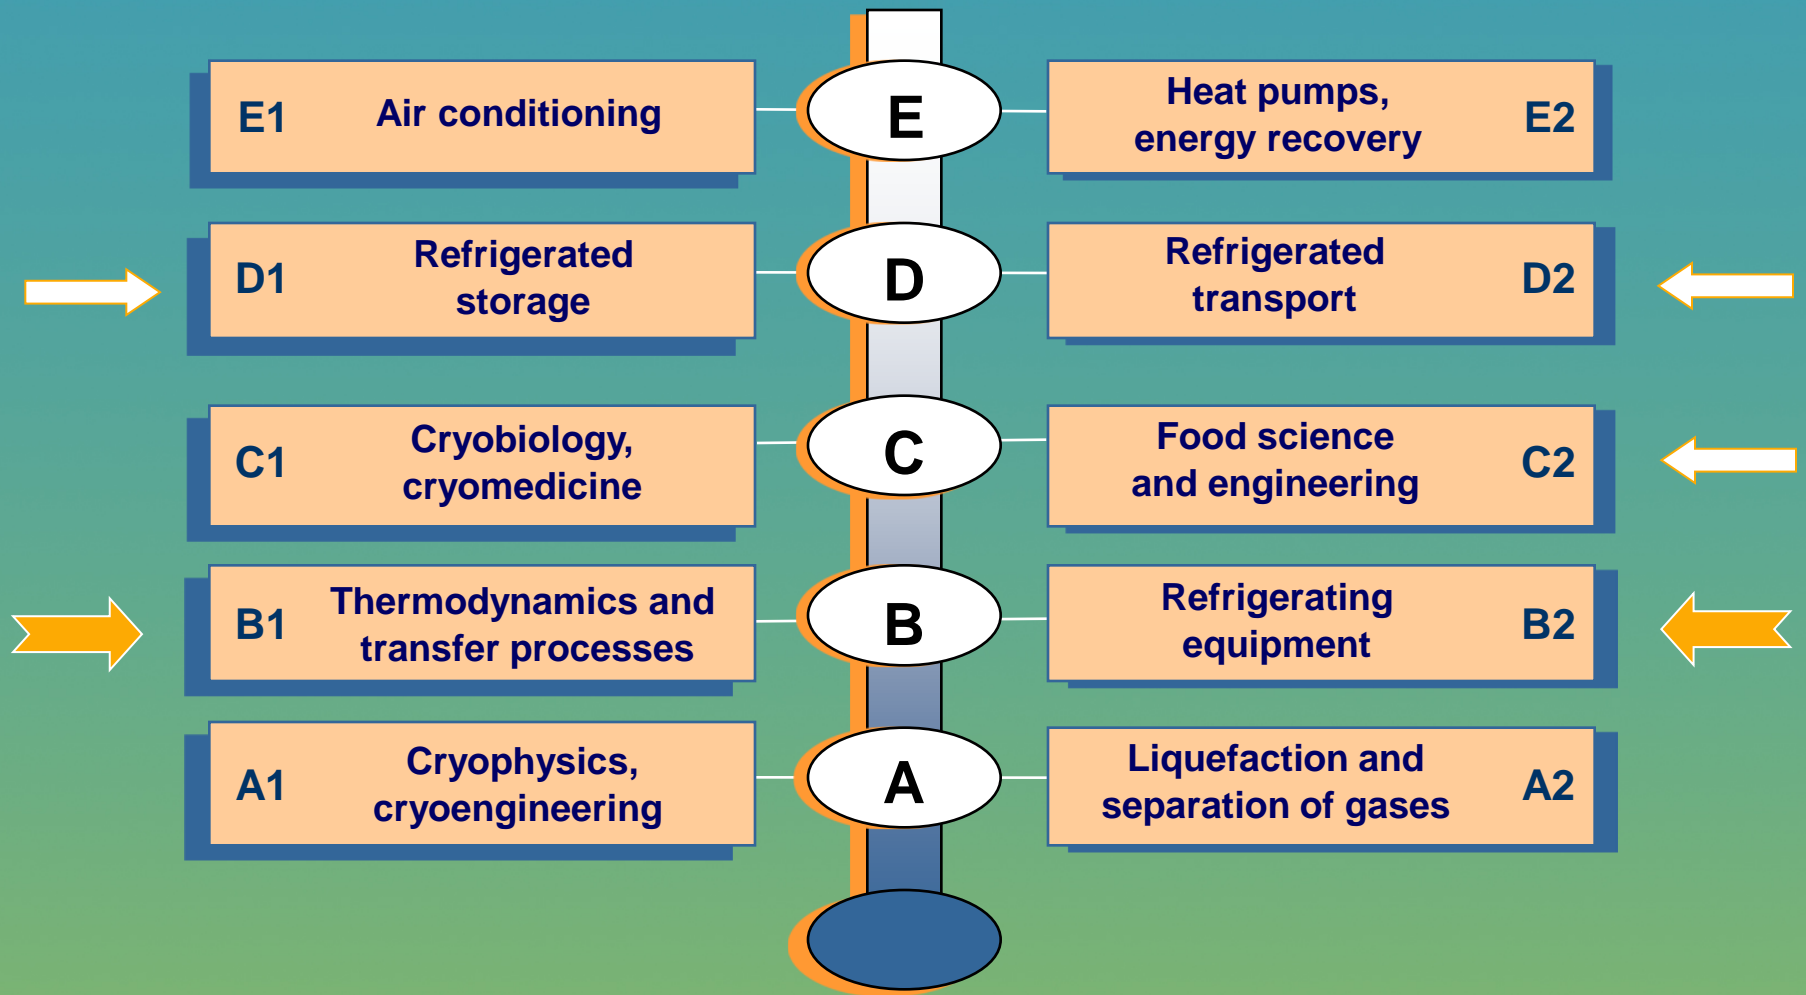 E1
Air conditioning
E
Heat pumps,
energy recovery
E2
D1
Refrigerated
storage
D
Refrigerated
transport
D2
C1
Cryobiology,
cryomedicine
C
Food science
and engineering
C2
B1
Thermodynamics and
transfer processes
B
Refrigerating
equipment
B2
A1
Cryophysics,
cryoengineering
A
Liquefaction and
separation of gases
A2